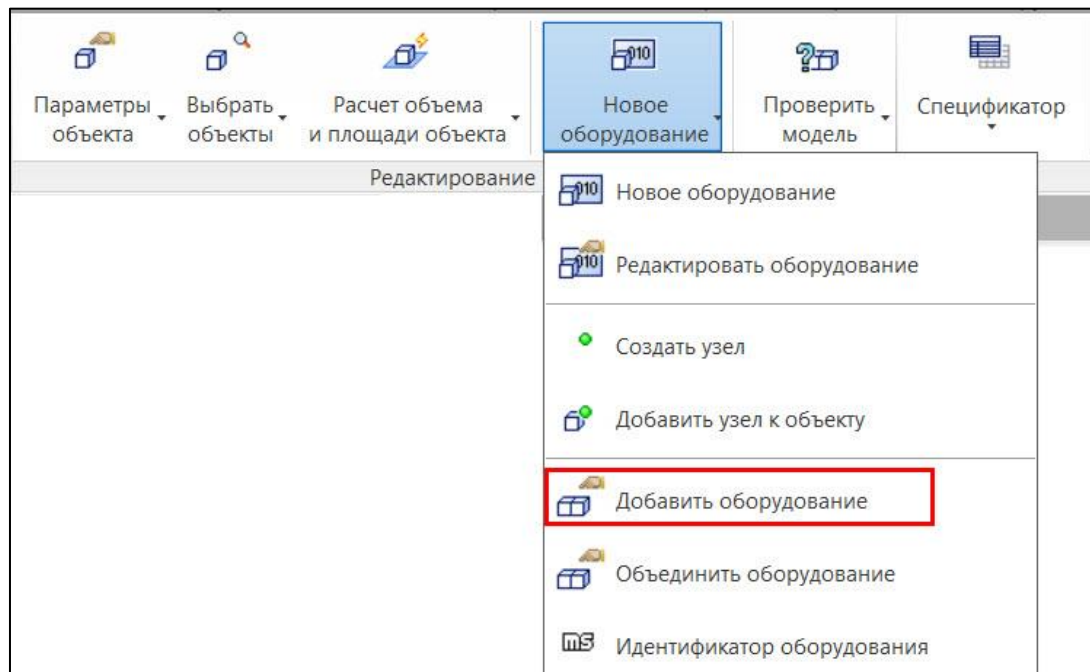 Параметры
объекта
Выбрать
объекты
Расчет объема
и площади объекта
Новое
оборудование
Проверить
модель
Спецификатор
Редактирование
Новое оборудование
Редактировать оборудование
Создать узел
Добавить узел к объекту
Добавить оборудование
Объединить оборудование
Идентификатор оборудования